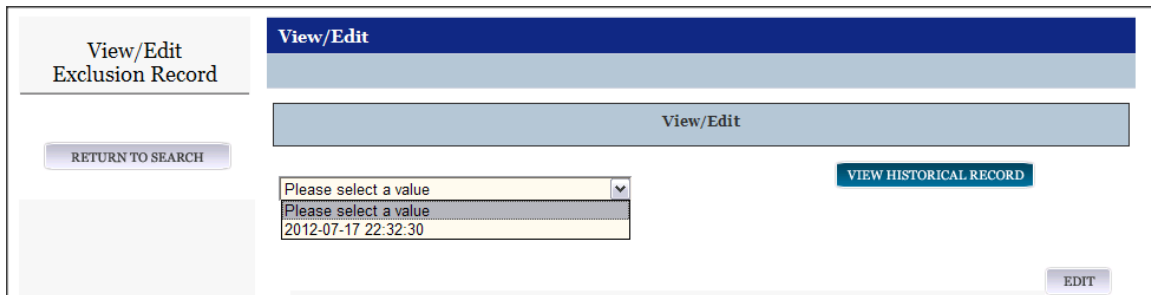 View/Edit
Exclusion Record
RETURN TO SEARCH
View/Edit
View/Edit
Please select a value
VIEW HISTORICAL RECORD
Please select a value
2012-07-17 22:32:30
EDIT